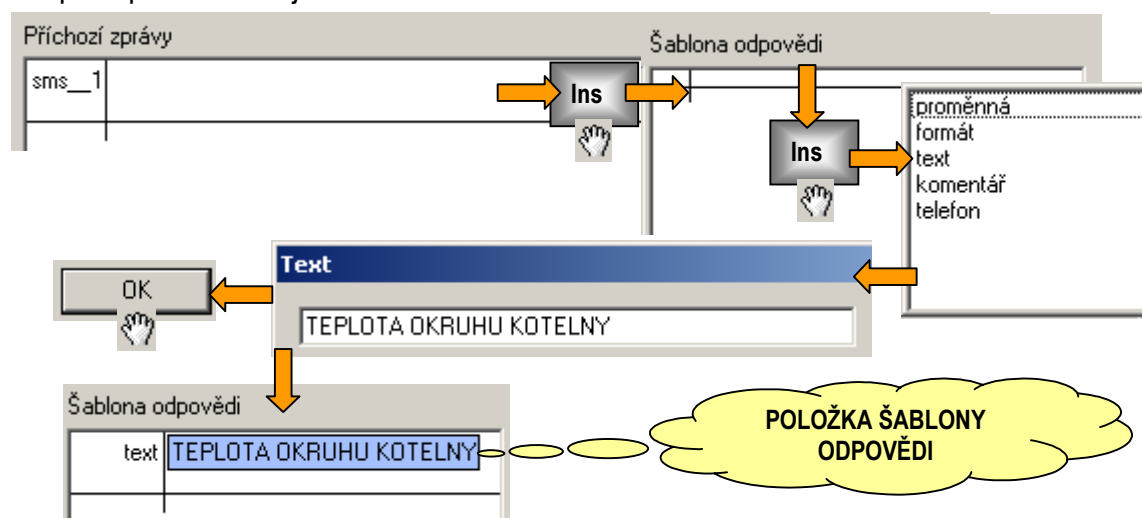 Příchozí zprávy
Šablona odpovědi
sms__1
Ins
Ins
proměnná
formát
text
komentář
telefon
Text
OK
TEPLOTA OKRUHU KOTELNY
Šablona odpovědi
text TEPLOTA OKRUHU KOTELNY
POLOŽKA ŠABLONY
ODPOVĚDI